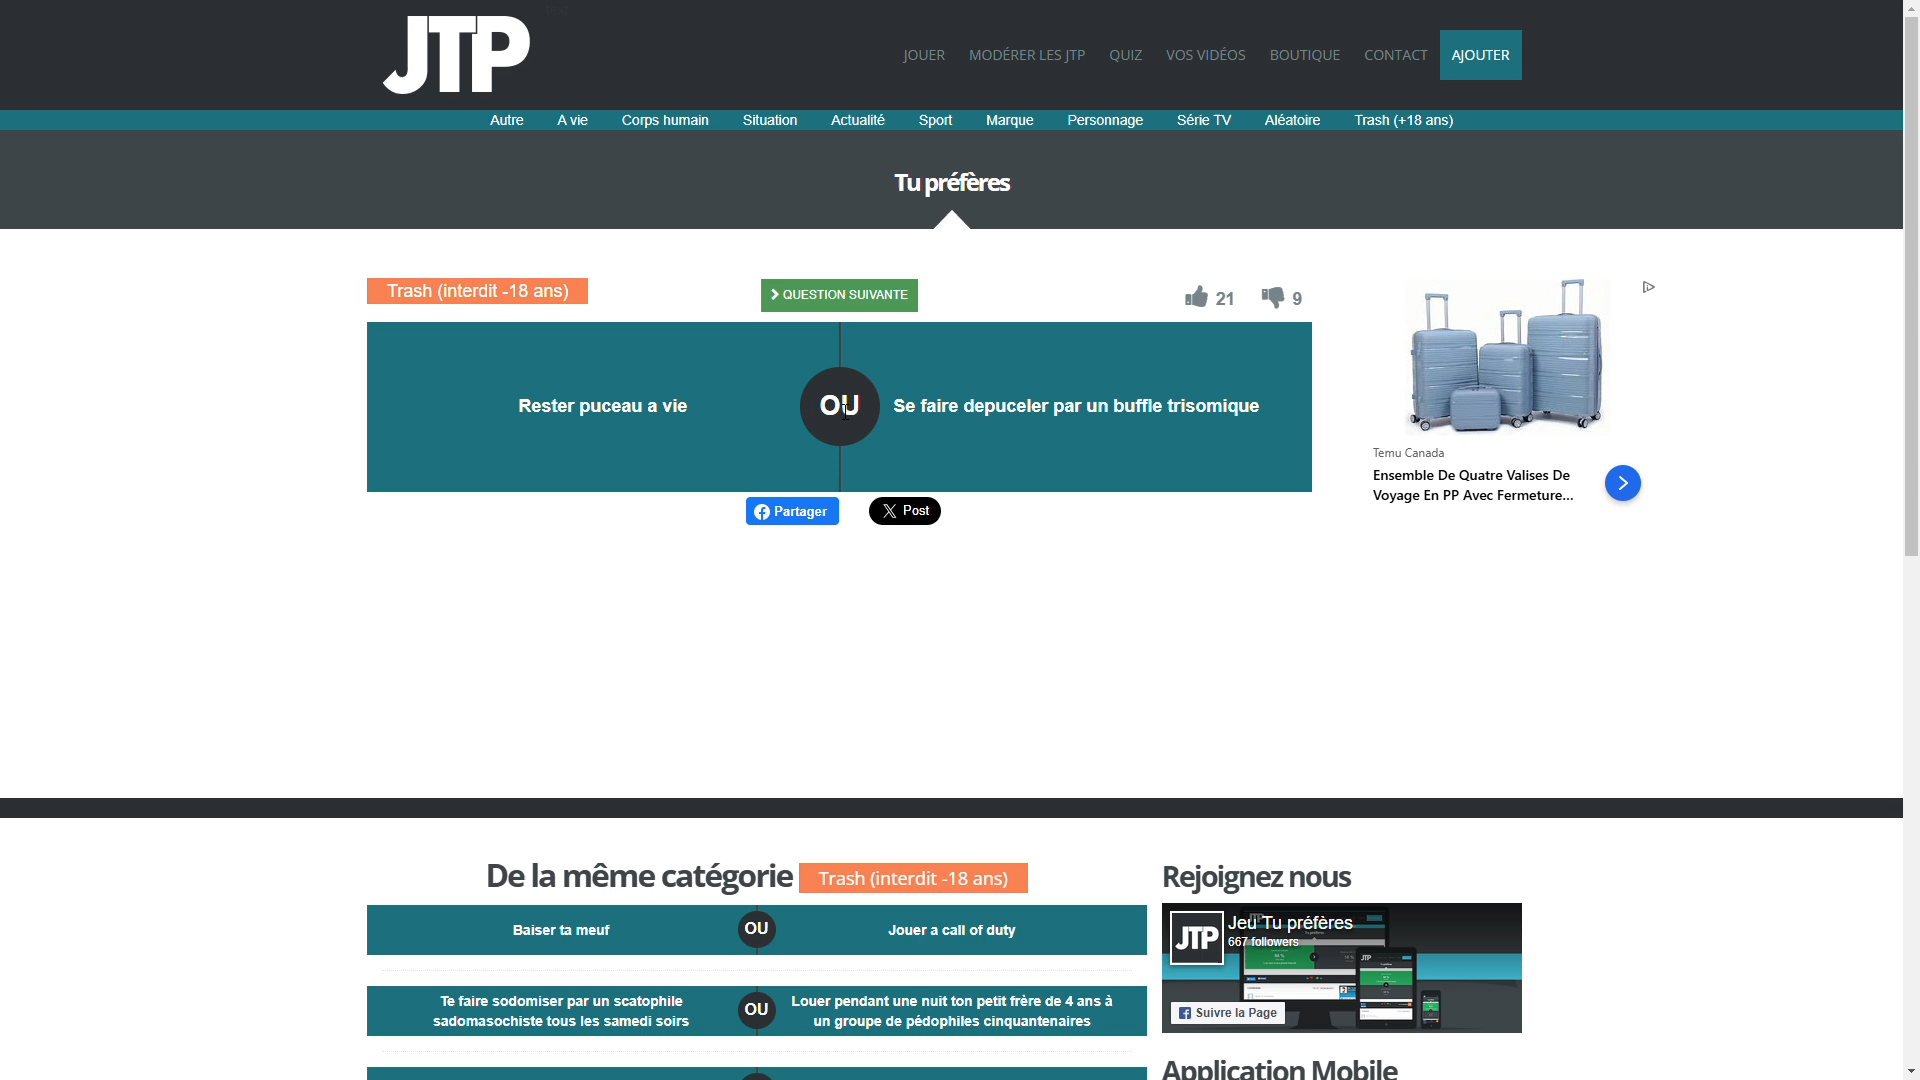 JTP
JOUER MODÉRER LES JTP QUIZ VOS VIDÉOS BOUTIQUE CONTACT AJOUTER
Autre A vie Corps humain Situation Actualité Sport Marque Personnage Série TV Aléatoire Trash (+18 ans)
Tu préfères
Trash (interdit -18 ans)
QUESTION SUIVANTE
21 9
Rester puceau a vie
OU
Se faire depuceler par un buffle trisomique
Partager
Post
Temu Canada
Ensemble De Quatre Valises De
Voyage En PP Avec Fermeture...
De la même catégorie Trash (interdit -18 ans)
Baiser ta meuf
OU
Jouer a call of duty
Te faire sodomiser par un scatophile
sadomasochiste tous les samedi soirs
OU
Louer pendant une nuit ton petit frère de 4 ans à
un groupe de pédophiles cinquantenaires
Rejoignez nous
JTP
Jeu Tu préfères
667 followers
Suivre la Page
Application Mobile